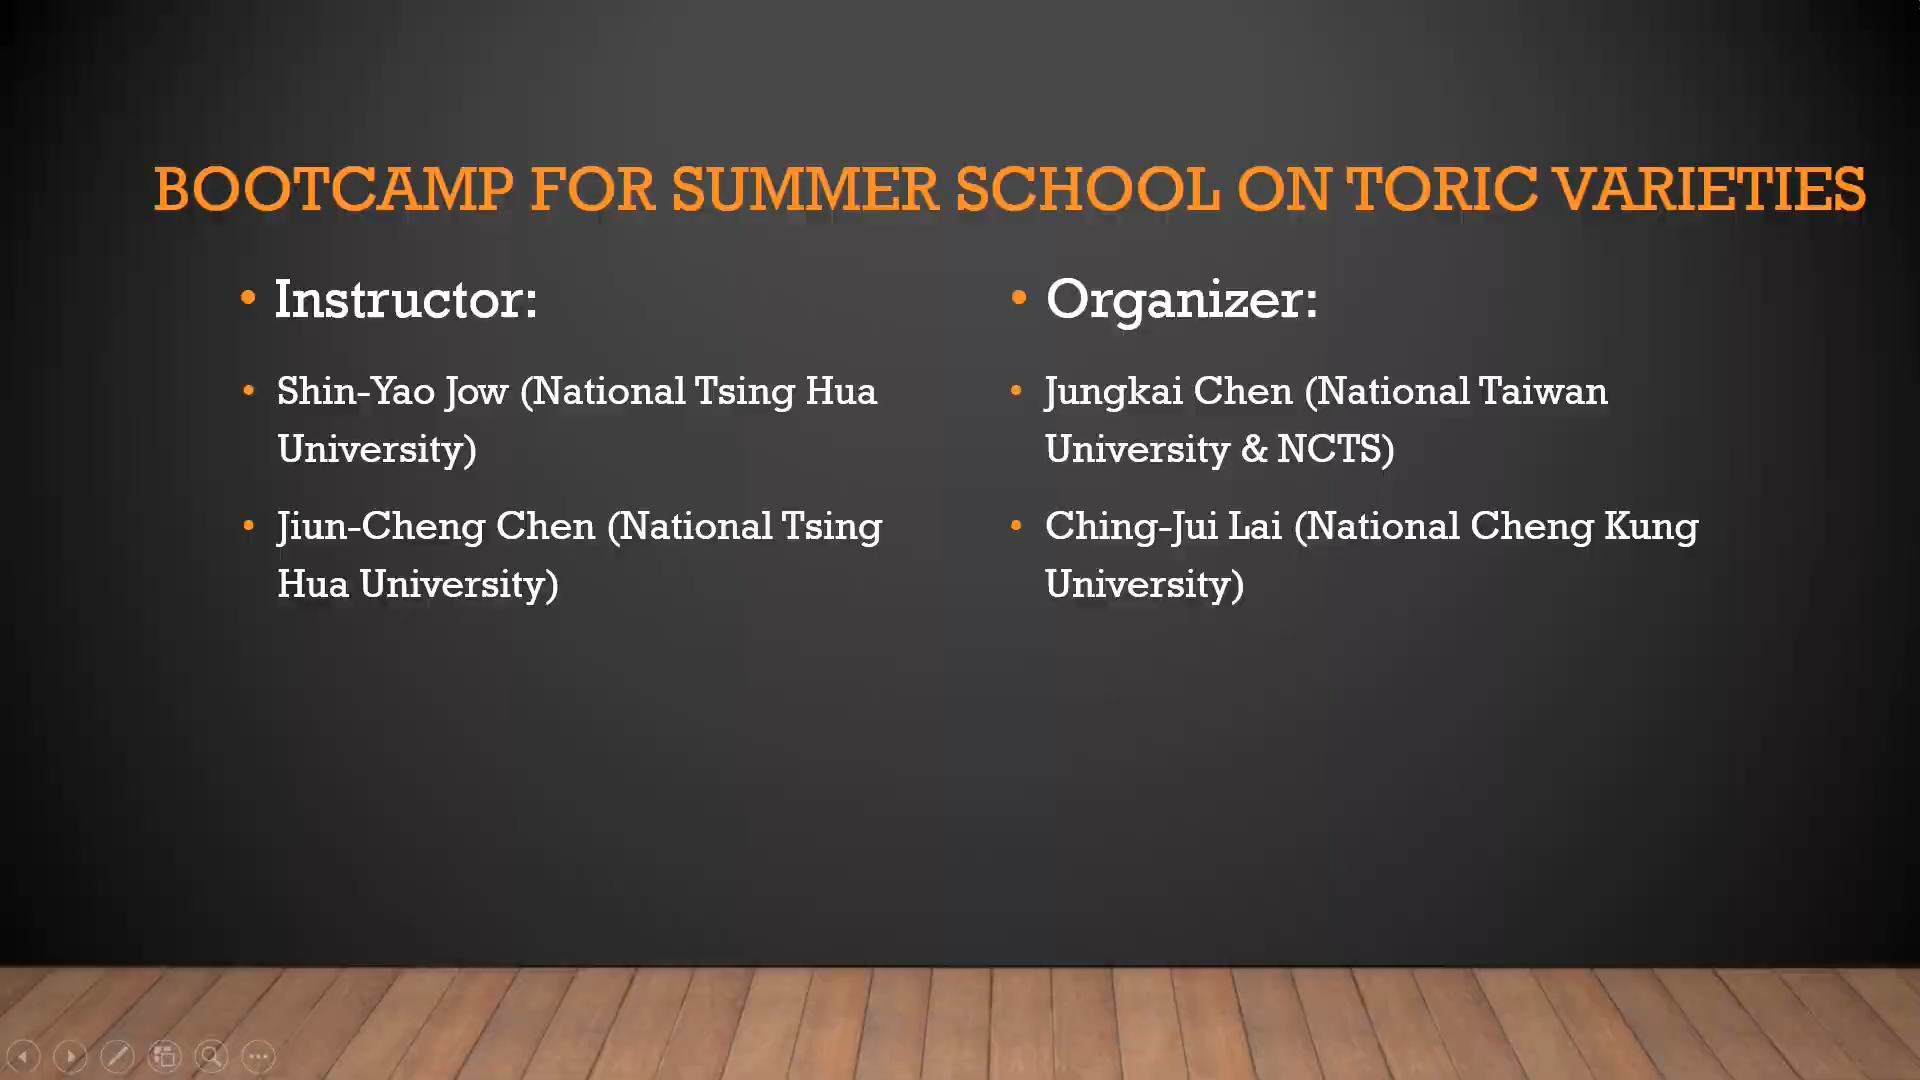 BOOTCAMP FOR SUMMER SCHOOL ON TORIC VARIETIES
• Instructor:
• Shin-Yao Jow (National Tsing Hua
University)
• Jiun-Cheng Chen (National Tsing
Hua University)
• Organizer:
• Jungkai Chen (National Taiwan
University & NCTS)
• Ching-Jui Lai (National Cheng Kung
University)